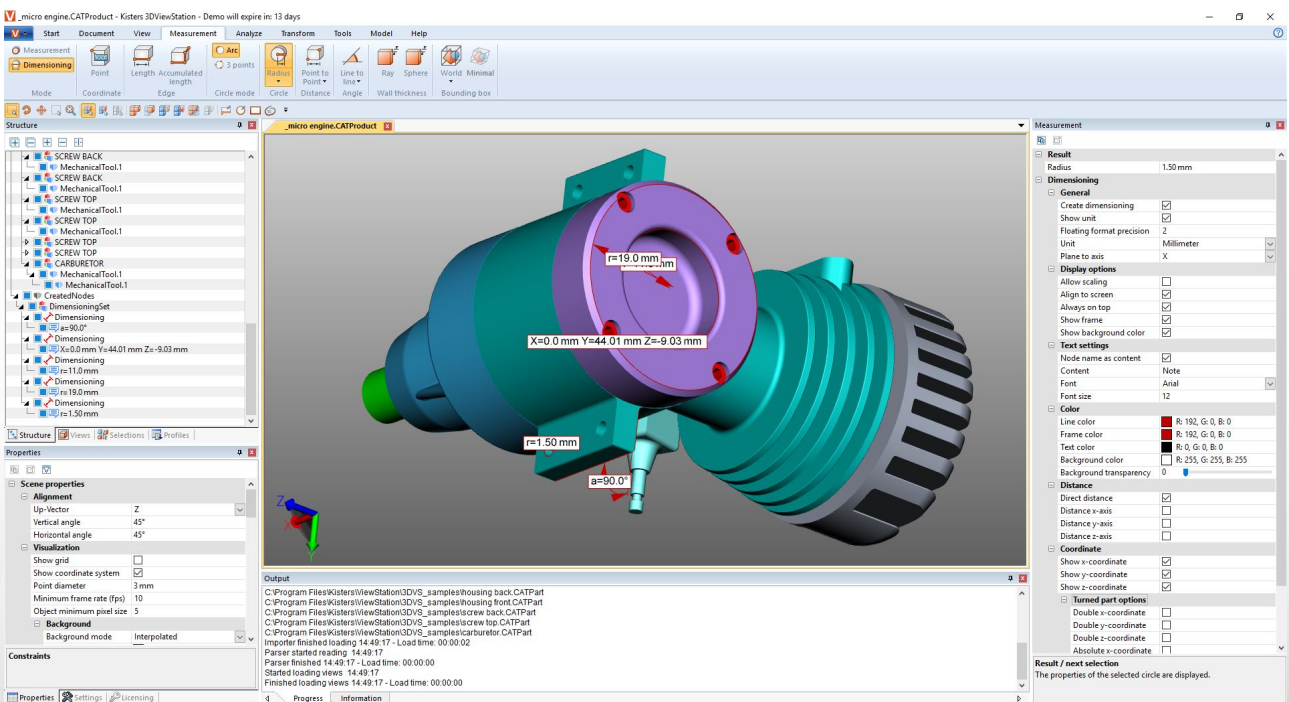 _micro engine.CATProduct - Kisters 3DViewStation - Demo will expire in: 13 days
Start Document View Measurement Analyze Transform Tools Model Help
Measurement
Dimensioning
Mode
Point
Coordinate
Length Accumulated length
Edge
Arc
3 points
Circle mode
Radius
Circle
Point to Point
Distance
Line to line
Angle
Ray Sphere
Wall thickness
World Minimal
Bounding box
Structure
SCREW BACK
MechanicalTool.1
SCREW BACK
MechanicalTool.1
SCREW TOP
MechanicalTool.1
SCREW TOP
MechanicalTool.1
SCREW TOP
SCREW TOP
CARBURETOR
MechanicalTool.1
MechanicalTool.1
CreatedNodes
DimensioningSet
Dimensioning
a=90.0°
Dimensioning
X=0.0 mm Y=44.01 mm Z=-9.03 mm
Dimensioning
r=11.0 mm
Dimensioning
r=19.0 mm
Dimensioning
r=1.50 mm
Structure Views Selections Profiles
Properties
Scene properties
Alignment
Up-Vector Z
Vertical angle 45°
Horizontal angle 45°
Visualization
Show grid
Show coordinate system
Point diameter 3 mm
Minimum frame rate (fps) 10
Object minimum pixel size 5
Background
Background mode Interpolated
Constraints
Properties Settings Licensing
_micro engine.CATProduct
r=19.0 mm
mm
X=0.0 mm Y=44.01 mm Z=-9.03 mm
r=1.50 mm
a=90.0°
Z
X
Y
Output
C:\Program Files\Kisters\ViewStation\3DVS_samples\housing back.CATPart
C:\Program Files\Kisters\ViewStation\3DVS_samples\housing front.CATPart
C:\Program Files\Kisters\ViewStation\3DVS_samples\screw back.CATPart
C:\Program Files\Kisters\ViewStation\3DVS_samples\screw top.CATPart
C:\Program Files\Kisters\ViewStation\3DVS_samples\carburetor.CATPart
Importer finished loading 14:49:17 - Load time: 00:00:02
Parser started reading 14:49:17
Parser finished 14:49:17 - Load time: 00:00:00
Started loading views 14:49:17
Finished loading views 14:49:17 - Load time: 00:00:00
Progress Information
Measurement
Result
Radius 1.50 mm
Dimensioning
General
Create dimensioning
Show unit
Floating format precision 2
Unit Millimeter
Plane to axis X
Display options
Allow scaling
Align to screen
Always on top
Show frame
Show background color
Text settings
Node name as content
Content Note
Font Arial
Font size 12
Color
Line color R: 192, G: 0, B: 0
Frame color R: 192, G: 0, B: 0
Text color R: 0, G: 0, B: 0
Background color R: 255, G: 255, B: 255
Background transparency 0
Distance
Direct distance
Distance x-axis
Distance y-axis
Distance z-axis
Coordinate
Show x-coordinate
Show y-coordinate
Show z-coordinate
Turned part options
Double x-coordinate
Double y-coordinate
Double z-coordinate
Absolute x-coordinate
Result / next selection
The properties of the selected circle are displayed.